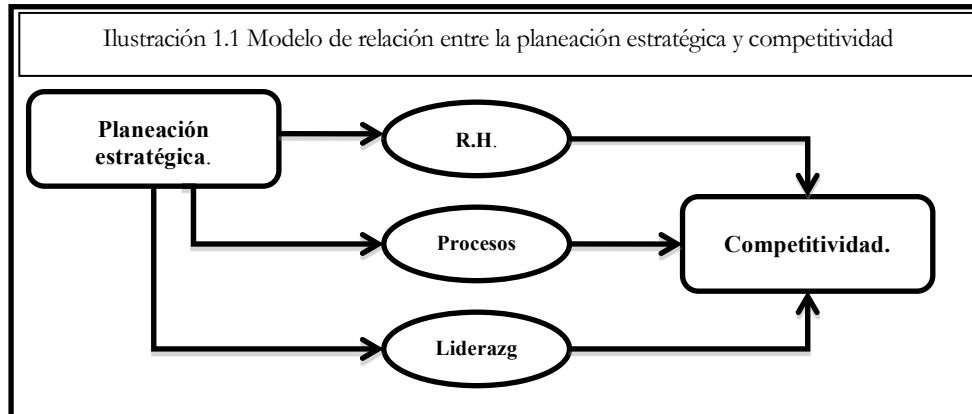 Ilustración 1.1 Modelo de relación entre la planeación estratégica y competitividad
Planeación
estratégica.
R.H.
Procesos
Competitividad.
Liderazg